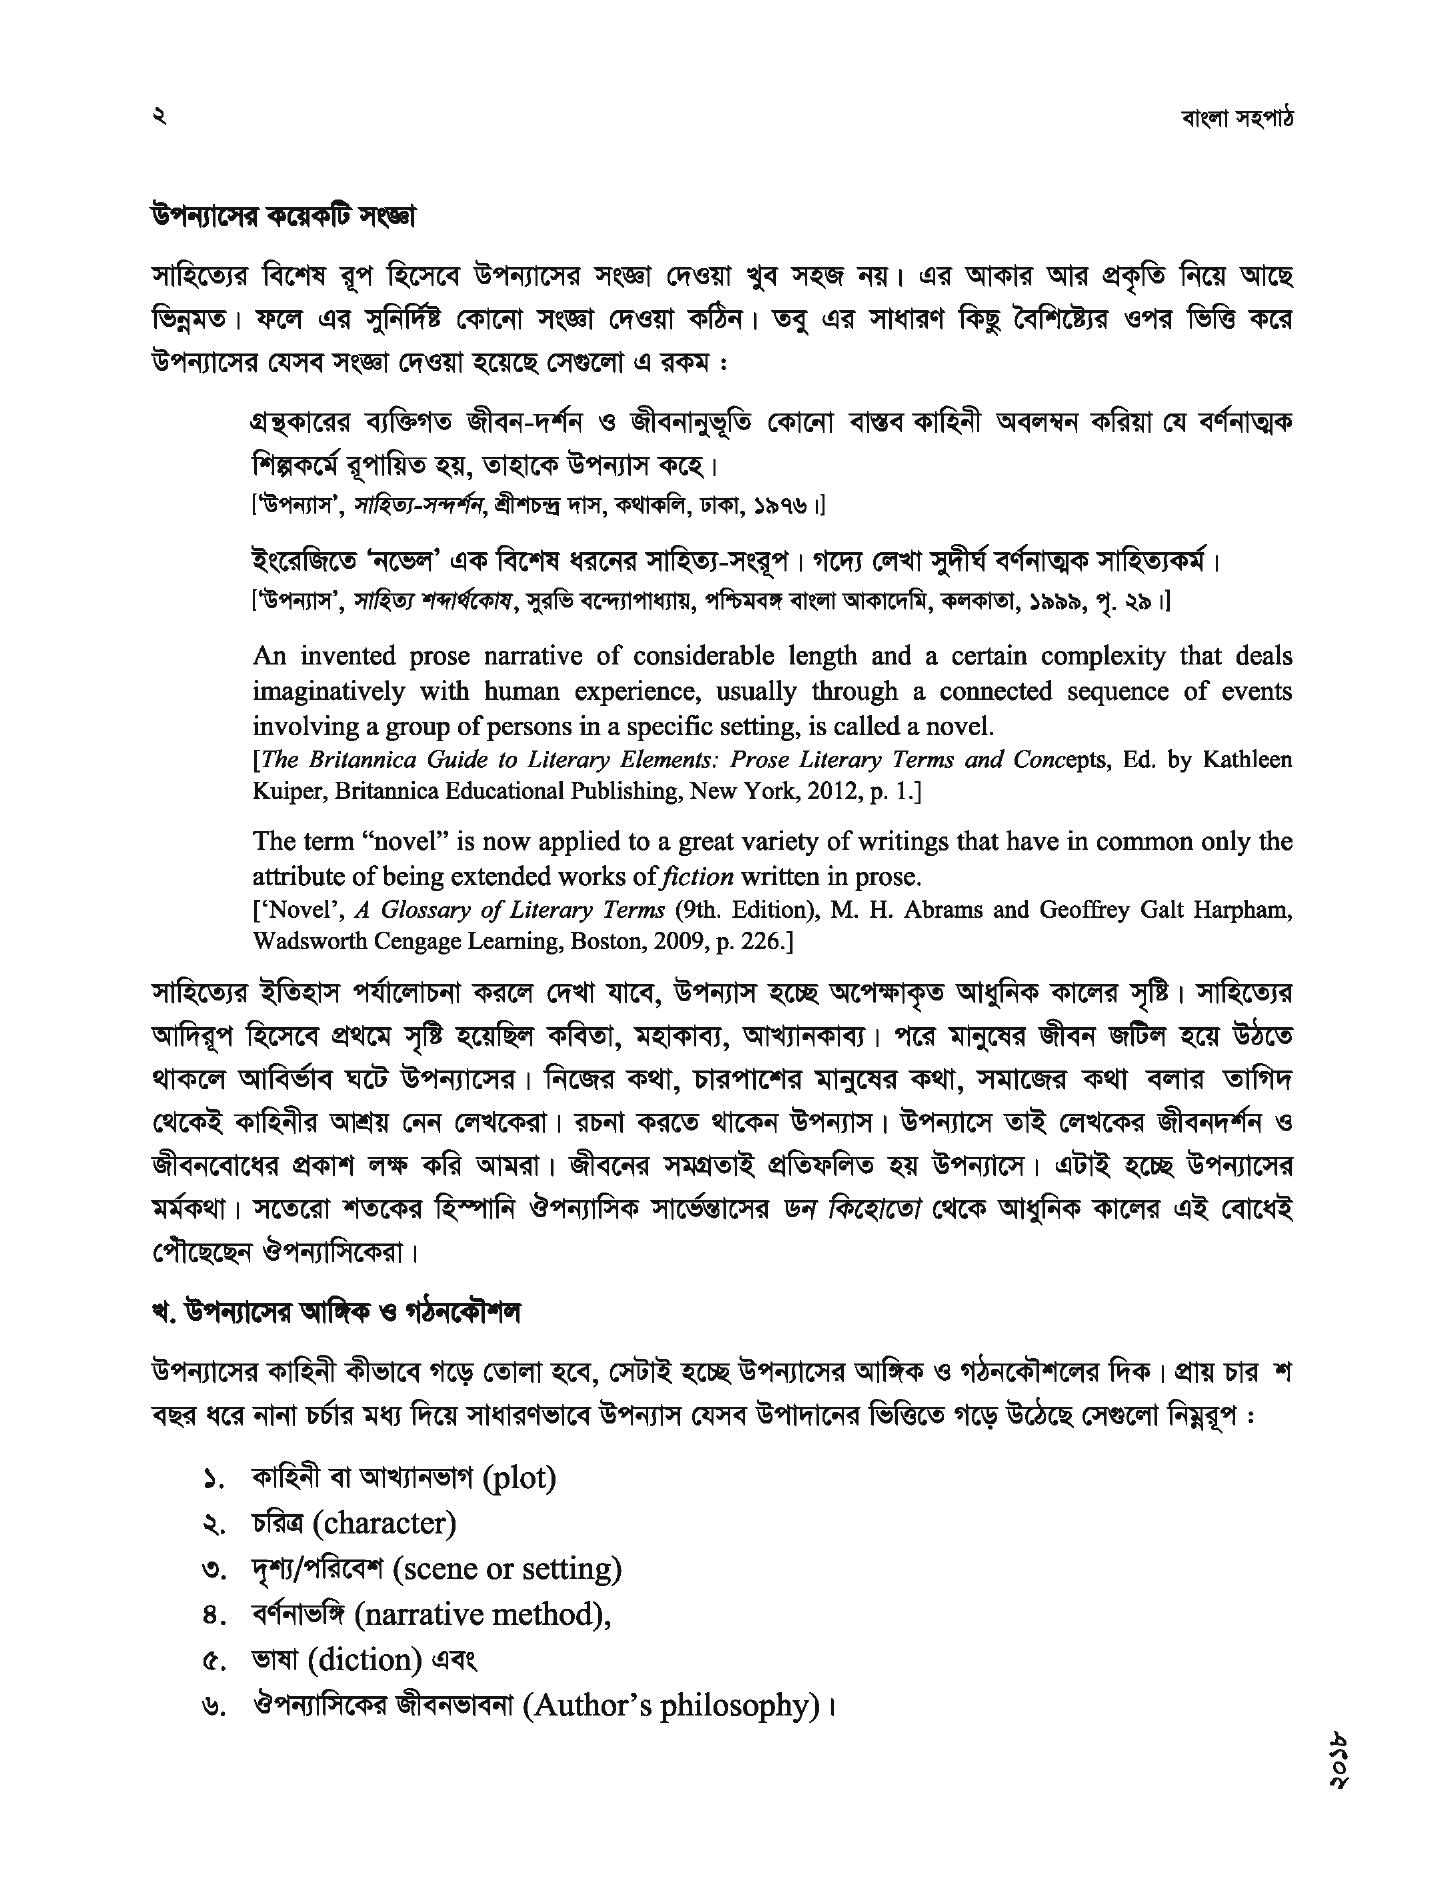 ২
বাংলা সহপাঠ
উপন্যাসের কয়েকটি সংজ্ঞা
সাহিত্যের বিশেষ রূপ হিসেবে উপন্যাসের সংজ্ঞা দেওয়া খুব সহজ নয়। এর আকার আর প্রকৃতি নিয়ে আছে
ভিন্নমত। ফলে এর সুনির্দিষ্ট কোনো সংজ্ঞা দেওয়া কঠিন। তবু এর সাধারণ কিছু বৈশিষ্ট্যের ওপর ভিত্তি করে
উপন্যাসের যেসব সংজ্ঞা দেওয়া হয়েছে সেগুলো এ রকম :
গ্রন্থকারের ব্যক্তিগত জীবন-দর্শন ও জীবনানুভূতি কোনো বাস্তব কাহিনী অবলম্বন করিয়া যে বর্ণনাত্মক
শিল্পকর্মে রূপায়িত হয়, তাহাকে উপন্যাস কহে।
[‘উপন্যাস’, সাহিত্য-সন্দর্শন, শ্রীশচন্দ্র দাস, কথাকলি, ঢাকা, ১৯৭৬।]
ইংরেজিতে ‘নভেল’ এক বিশেষ ধরনের সাহিত্য-সংরূপ। গদ্যে লেখা সুদীর্ঘ বর্ণনাত্মক সাহিত্যকর্ম।
[‘উপন্যাস’, সাহিত্য শব্দার্থকোষ, সুরভি বন্দ্যোপাধ্যায়, পশ্চিমবঙ্গ বাংলা আকাদেমি, কলকাতা, ১৯৯৯, পৃ. ২৯।]
An invented prose narrative of considerable length and a certain complexity that deals
imaginatively with human experience, usually through a connected sequence of events
involving a group of persons in a specific setting, is called a novel.
[The Britannica Guide to Literary Elements: Prose Literary Terms and Concepts, Ed. by Kathleen
Kuiper, Britannica Educational Publishing, New York, 2012, p. 1.]
The term “novel” is now applied to a great variety of writings that have in common only the
attribute of being extended works of fiction written in prose.
[‘Novel’, A Glossary of Literary Terms (9th. Edition), M. H. Abrams and Geoffrey Galt Harpham,
Wadsworth Cengage Learning, Boston, 2009, p. 226.]
সাহিত্যের ইতিহাস পর্যালোচনা করলে দেখা যাবে, উপন্যাস হচ্ছে অপেক্ষাকৃত আধুনিক কালের সৃষ্টি। সাহিত্যের
আদিরূপ হিসেবে প্রথমে সৃষ্টি হয়েছিল কবিতা, মহাকাব্য, আখ্যানকাব্য। পরে মানুষের জীবন জটিল হয়ে উঠতে
থাকলে আবির্ভাব ঘটে উপন্যাসের। নিজের কথা, চারপাশের মানুষের কথা, সমাজের কথা বলার তাগিদ
থেকেই কাহিনীর আশ্রয় নেন লেখকেরা। রচনা করতে থাকেন উপন্যাস। উপন্যাসে তাই লেখকের জীবনদর্শন ও
জীবনবোধের প্রকাশ লক্ষ করি আমরা। জীবনের সমগ্রতাই প্রতিফলিত হয় উপন্যাসে। এটাই হচ্ছে উপন্যাসের
মর্মকথা। সতেরো শতকের হিস্পানি ঔপন্যাসিক সার্ভেন্তাসের ডন কিহোতো থেকে আধুনিক কালের এই বোধেই
পৌঁছেছেন ঔপন্যাসিকেরা।
খ. উপন্যাসের আঙ্গিক ও গঠনকৌশল
উপন্যাসের কাহিনী কীভাবে গড়ে তোলা হবে, সেটাই হচ্ছে উপন্যাসের আঙ্গিক ও গঠনকৌশলের দিক। প্রায় চার শ
বছর ধরে নানা চর্চার মধ্য দিয়ে সাধারণভাবে উপন্যাস যেসব উপাদানের ভিত্তিতে গড়ে উঠেছে সেগুলো নিম্নরূপ :
১. কাহিনী বা আখ্যানভাগ (plot)
২. চরিত্র (character)
৩. দৃশ্য/পরিবেশ (scene or setting)
৪. বর্ণনাভঙ্গি (narrative method),
৫. ভাষা (diction) এবং
৬. ঔপন্যাসিকের জীবনভাবনা (Author’s philosophy)।
২০১৮